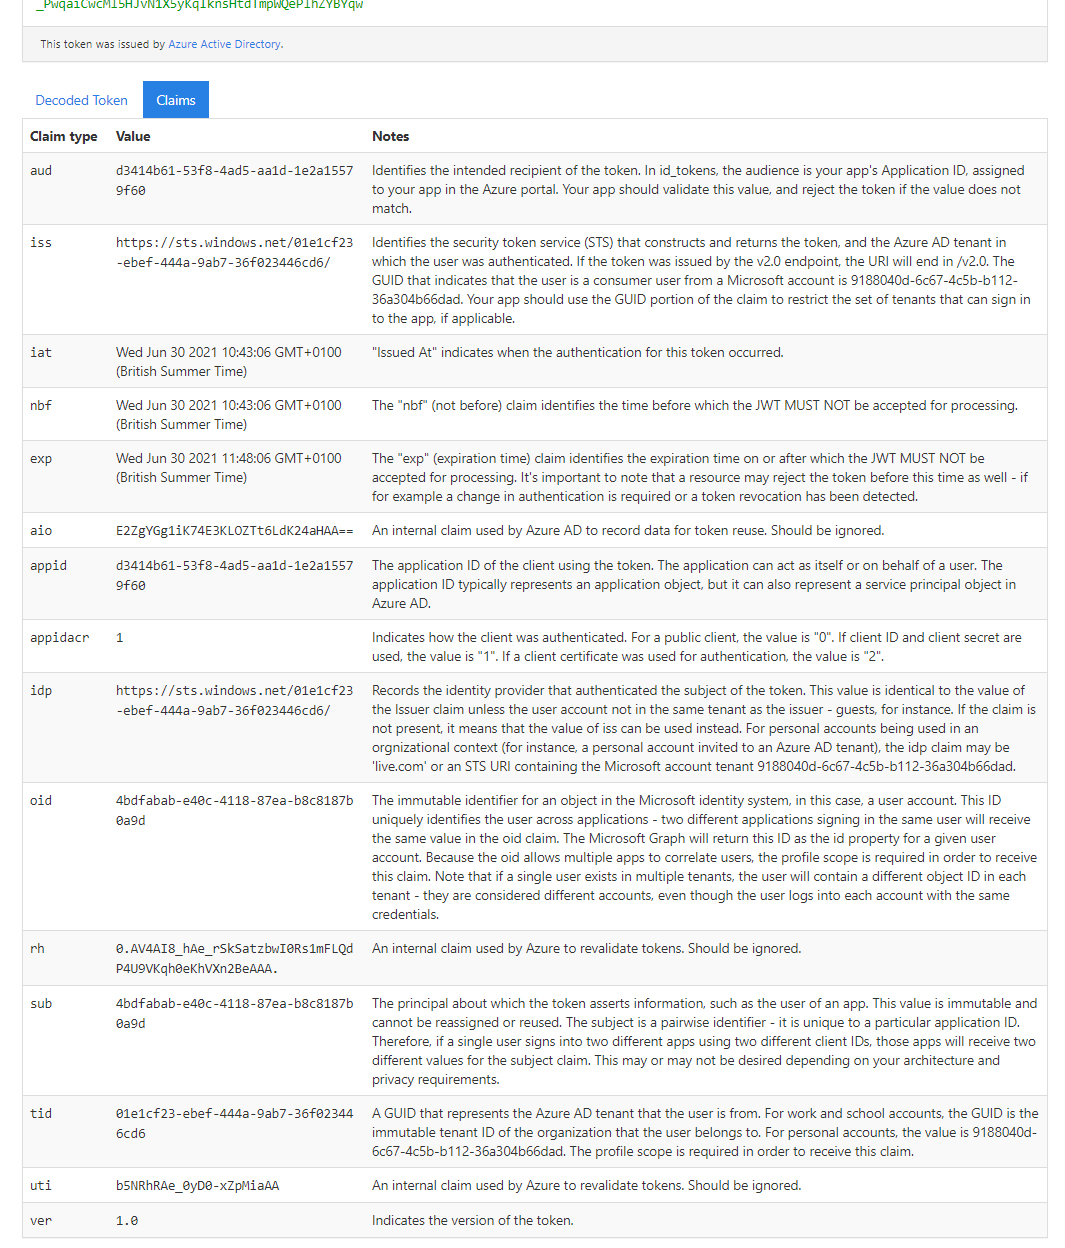 This token was issued by Azure Active Directory.
Decoded Token Claims
Claim type Value Notes
aud d3414b61-53f8-4ad5-aa1d-1e2a1557 Identifies the intended recipient of the token. In id_tokens, the audience is your app's Application ID, assigned
9f60 to your app in the Azure portal. Your app should validate this value, and reject the token if the value does not
match.
iss https://sts.windows.net/01e1cf23 Identifies the security token service (STS) that constructs and returns the token, and the Azure AD tenant in
-ebef-444a-9ab7-36f023446cd6/ which the user was authenticated. If the token was issued by the v2.0 endpoint, the URI will end in /v2.0. The
GUID that indicates that the user is a consumer user from a Microsoft account is 9188040d-6c67-4c5b-b112-
36a304b66dad. Your app should use the GUID portion of the claim to restrict the set of tenants that can sign in
to the app, if applicable.
iat Wed Jun 30 2021 10:43:06 GMT+0100 "Issued At" indicates when the authentication for this token occurred.
(British Summer Time)
nbf Wed Jun 30 2021 10:43:06 GMT+0100 The "nbf" (not before) claim identifies the time before which the JWT MUST NOT be accepted for processing.
(British Summer Time)
exp Wed Jun 30 2021 11:48:06 GMT+0100 The "exp" (expiration time) claim identifies the expiration time on or after which the JWT MUST NOT be
(British Summer Time) accepted for processing. It's important to note that a resource may reject the token before this time as well - if
for example a change in authentication is required or a token revocation has been detected.
aio E2ZgYGg1iK74E3KLOZTt6LdK24aHAA== An internal claim used by Azure AD to record data for token reuse. Should be ignored.
appid d3414b61-53f8-4ad5-aa1d-1e2a1557 The application ID of the client using the token. The application can act as itself or on behalf of a user. The
9f60 application ID typically represents an application object, but it can also represent a service principal object in
Azure AD.
appidacr 1 Indicates how the client was authenticated. For a public client, the value is "0". If client ID and client secret are
used, the value is "1". If a client certificate was used for authentication, the value is "2".
idp https://sts.windows.net/01e1cf23 Records the identity provider that authenticated the subject of the token. This value is identical to the value of
-ebef-444a-9ab7-36f023446cd6/ the Issuer claim unless the user account not in the same tenant as the issuer - guests, for instance. If the claim is
not present, it means that the value of iss can be used instead. For personal accounts being used in an
orgnizational context (for instance, a personal account invited to an Azure AD tenant), the idp claim may be
'live.com' or an STS URI containing the Microsoft account tenant 9188040d-6c67-4c5b-b112-36a304b66dad.
oid 4bdfabab-e40c-4118-87ea-b8c8187b The immutable identifier for an object in the Microsoft identity system, in this case, a user account. This ID
0a9d uniquely identifies the user across applications - two different applications signing in the same user will receive
the same value in the oid claim. The Microsoft Graph will return this ID as the id property for a given user
account. Because the oid allows multiple apps to correlate users, the profile scope is required in order to receive
this claim. Note that if a single user exists in multiple tenants, the user will contain a different object ID in each
tenant - they are considered different accounts, even though the user logs into each account with the same
credentials.
rh 0.AV4AI8_hAe_rSkSatzbwI0Rs1mFLQd An internal claim used by Azure to revalidate tokens. Should be ignored.
P4U9VKqh0eKhVXn2BeAAA.
sub 4bdfabab-e40c-4118-87ea-b8c8187b The principal about which the token asserts information, such as the user of an app. This value is immutable and
0a9d cannot be reassigned or reused. The subject is a pairwise identifier - it is unique to a particular application ID.
Therefore, if a single user signs into two different apps using two different client IDs, those apps will receive two
different values for the subject claim. This may or may not be desired depending on your architecture and
privacy requirements.
tid 01e1cf23-ebef-444a-9ab7-36f02344 A GUID that represents the Azure AD tenant that the user is from. For work and school accounts, the GUID is the
6cd6 immutable tenant ID of the organization that the user belongs to. For personal accounts, the value is 9188040d-
6c67-4c5b-b112-36a304b66dad. The profile scope is required in order to receive this claim.
uti b5NRhRAe_0yD0-xZpMiaAA An internal claim used by Azure to revalidate tokens. Should be ignored.
ver 1.0 Indicates the version of the token.